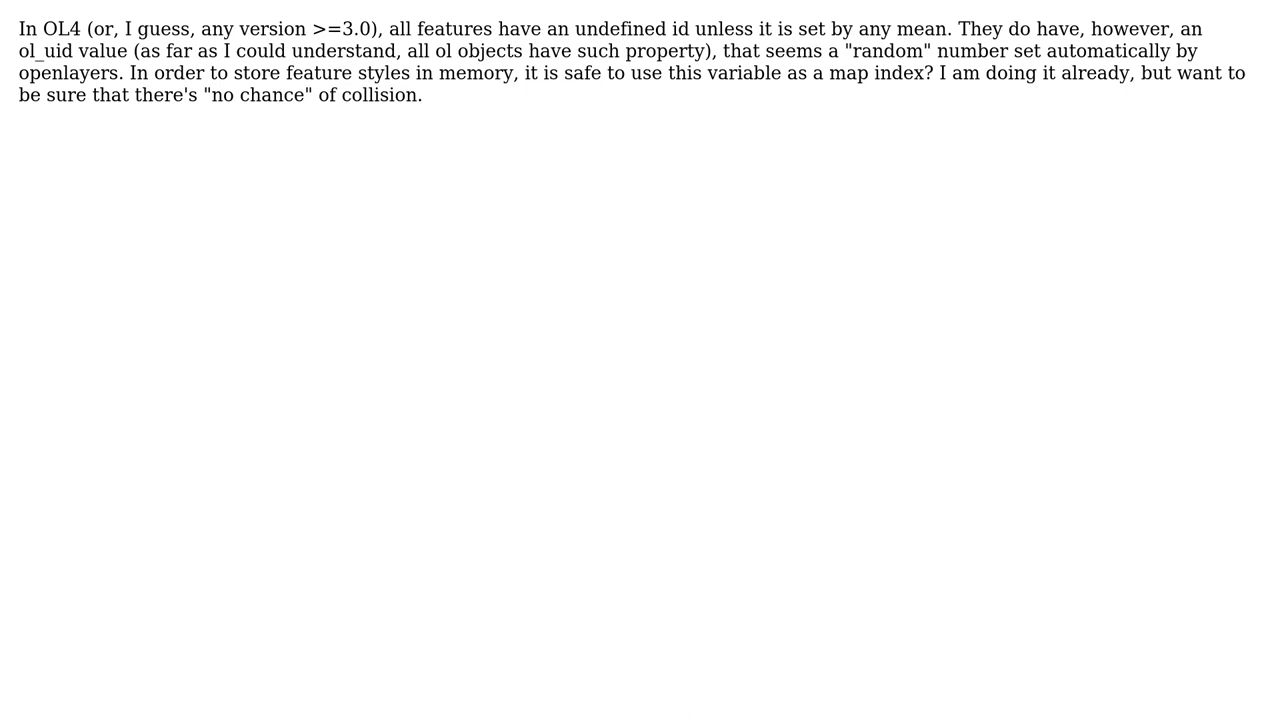 In OL4 (or, I guess, any version >=3.0), all features have an undefined id unless it is set by any mean. They do have, however, an
ol_uid value (as far as I could understand, all ol objects have such property), that seems a "random" number set automatically by
openlayers. In order to store feature styles in memory, it is safe to use this variable as a map index? I am doing it already, but want to
be sure that there's "no chance" of collision.